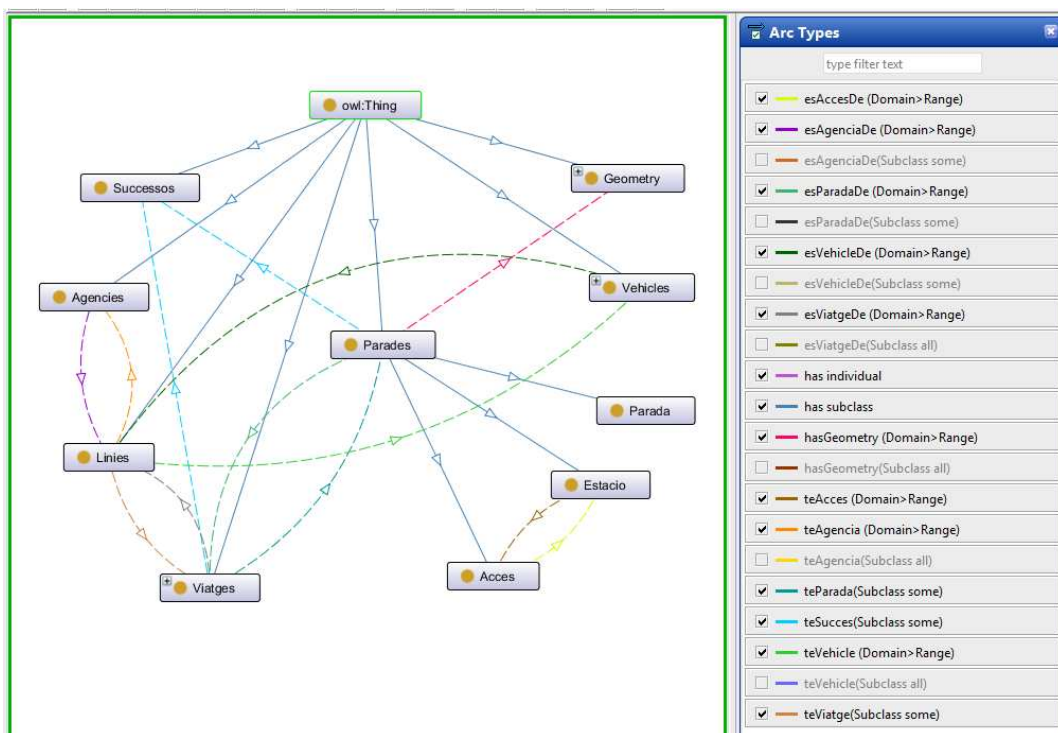 owl:Thing
Successos
Geometry
Agencies
Vehicles
Parades
Parada
Linies
Estacio
Viatges
Acces
Arc Types
type filter text
esAccesDe (Domain>Range)
esAgenciaDe (Domain>Range)
esAgenciaDe(Subclass some)
esParadaDe (Domain>Range)
esParadaDe(Subclass some)
esVehicleDe (Domain>Range)
esVehicleDe(Subclass some)
esViatgeDe (Domain>Range)
esViatgeDe(Subclass all)
has individual
has subclass
hasGeometry (Domain>Range)
hasGeometry(Subclass all)
teAcces (Domain>Range)
teAgencia (Domain>Range)
teAgencia(Subclass all)
teParada(Subclass some)
teSucces(Subclass some)
teVehicle (Domain>Range)
teVehicle(Subclass all)
teViatge(Subclass some)